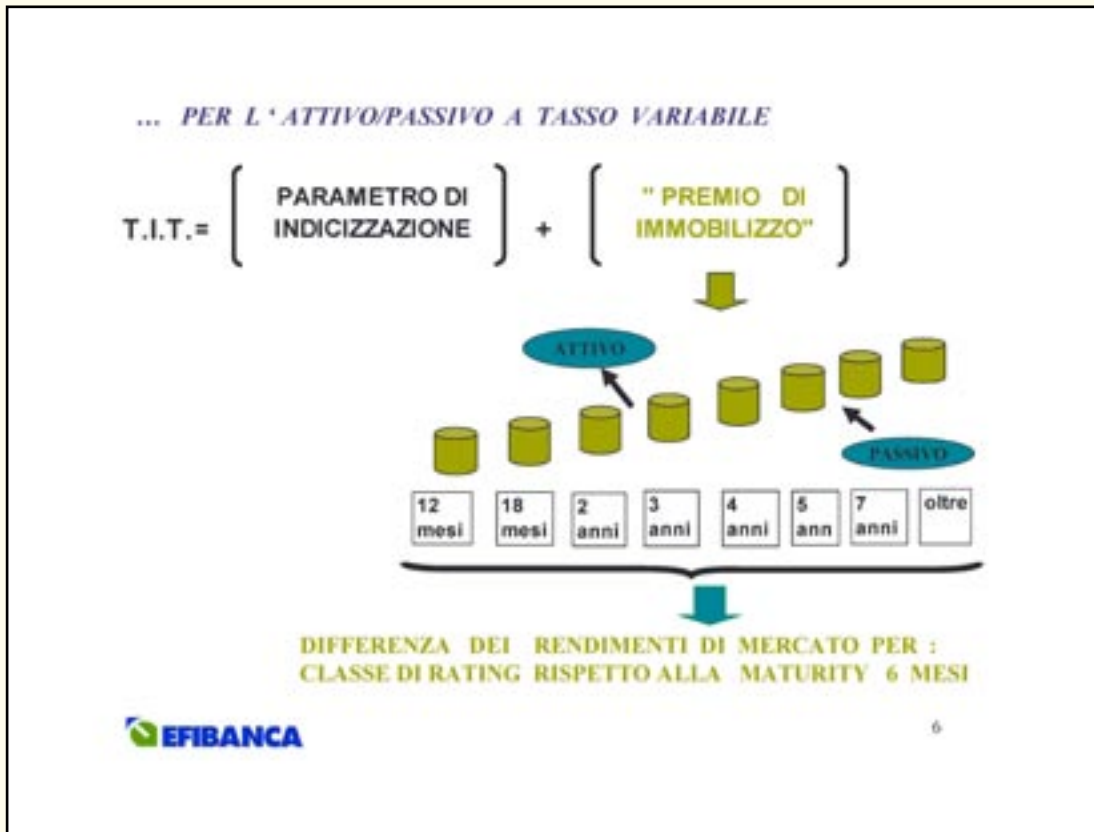 ... PER L ' ATTIVO/PASSIVO A TASSO VARIABILE
T.I.T.=
PARAMETRO DI
INDICIZZAZIONE
+
" PREMIO DI
IMMOBILIZZO"
ATTIVO
PASSIVO
12
mesi
18
mesi
2
anni
3
anni
4
anni
5
ann
7
anni
oltre
DIFFERENZA DEI RENDIMENTI DI MERCATO PER :
CLASSE DI RATING RISPETTO ALLA MATURITY 6 MESI
EFIBANCA
6